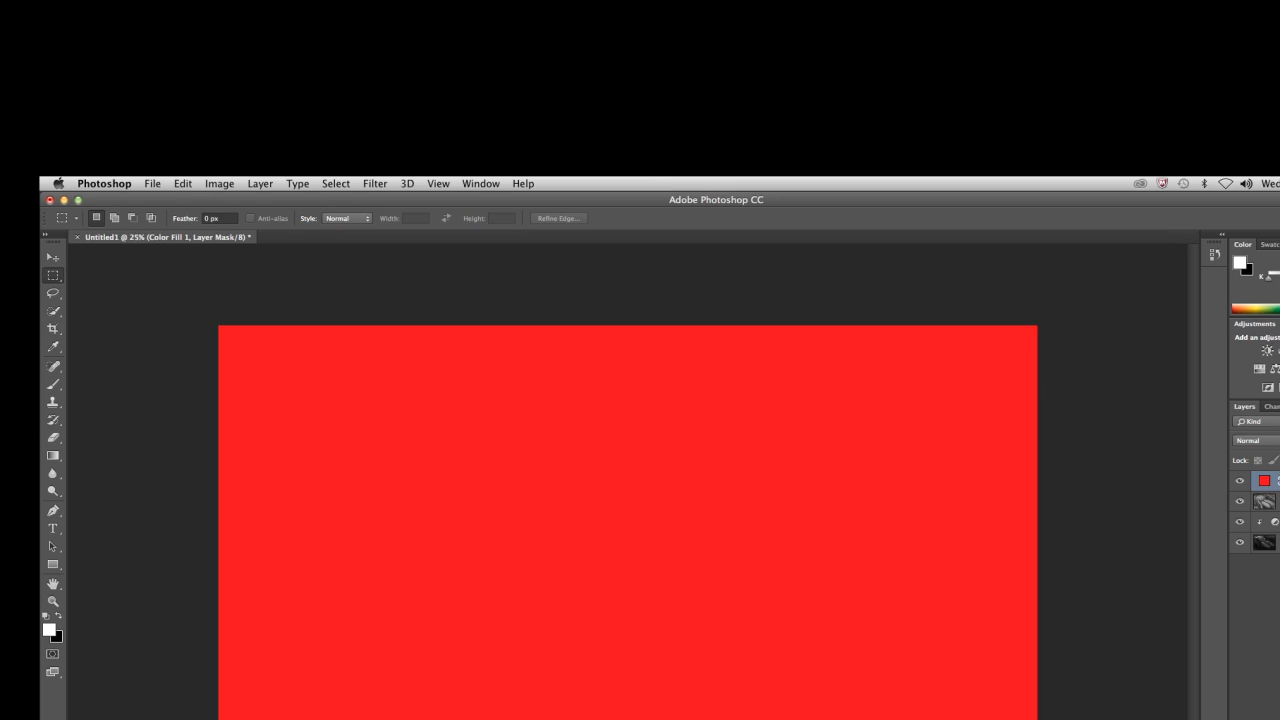 Photoshop File Edit Image Layer Type Select Filter 3D View Window Help Wed
Adobe Photoshop CC
Feather: 0 px Anti-alias Style: Normal Width: Height: Refine Edge...
× Untitled1 @ 25% (Color Fill 1, Layer Mask/8) *
Color Swatc
K
Adjustments
Add an adjus
Layers Chan
Kind
Normal
Lock:
T